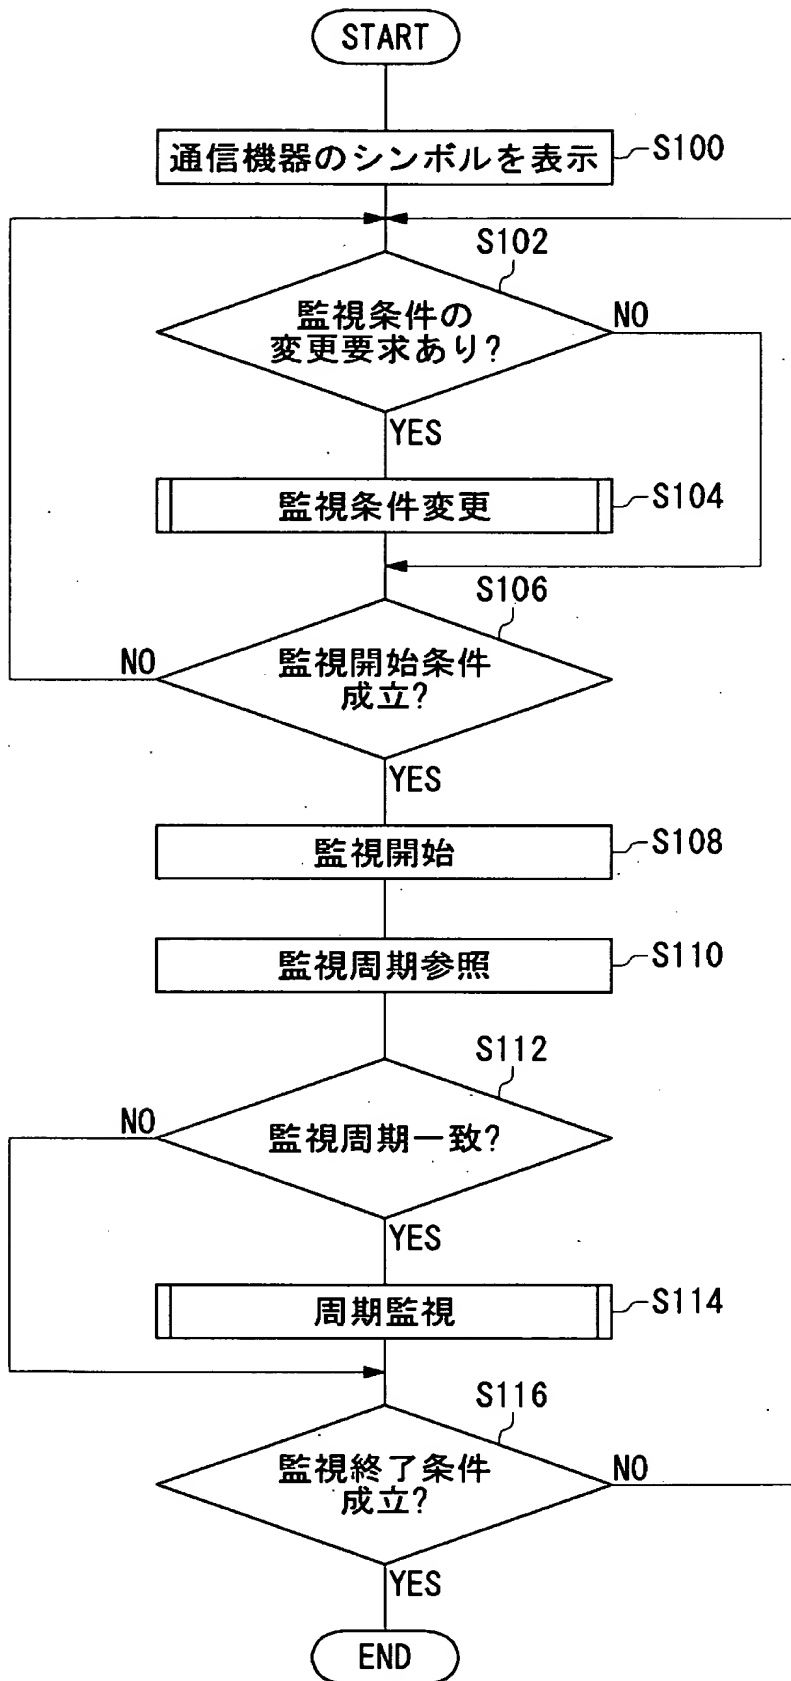 START
通信機器のシンボルを表示
S100
S102
監視条件の
変更要求あり?
NO
YES
監視条件変更
S104
S106
NO
監視開始条件
成立?
YES
監視開始
S108
監視周期参照
S110
S112
NO
監視周期一致?
YES
周期監視
S114
S116
監視終了条件
成立?
NO
YES
END